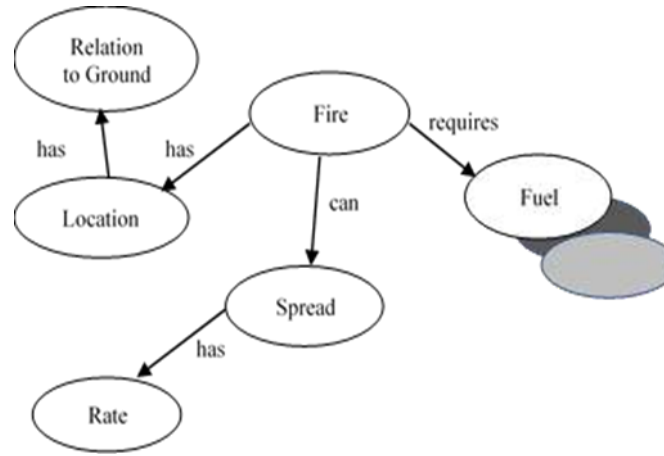 Relation
to Ground
Fire
requires
has
has
Fuel
Location
can
Spread
has
Rate